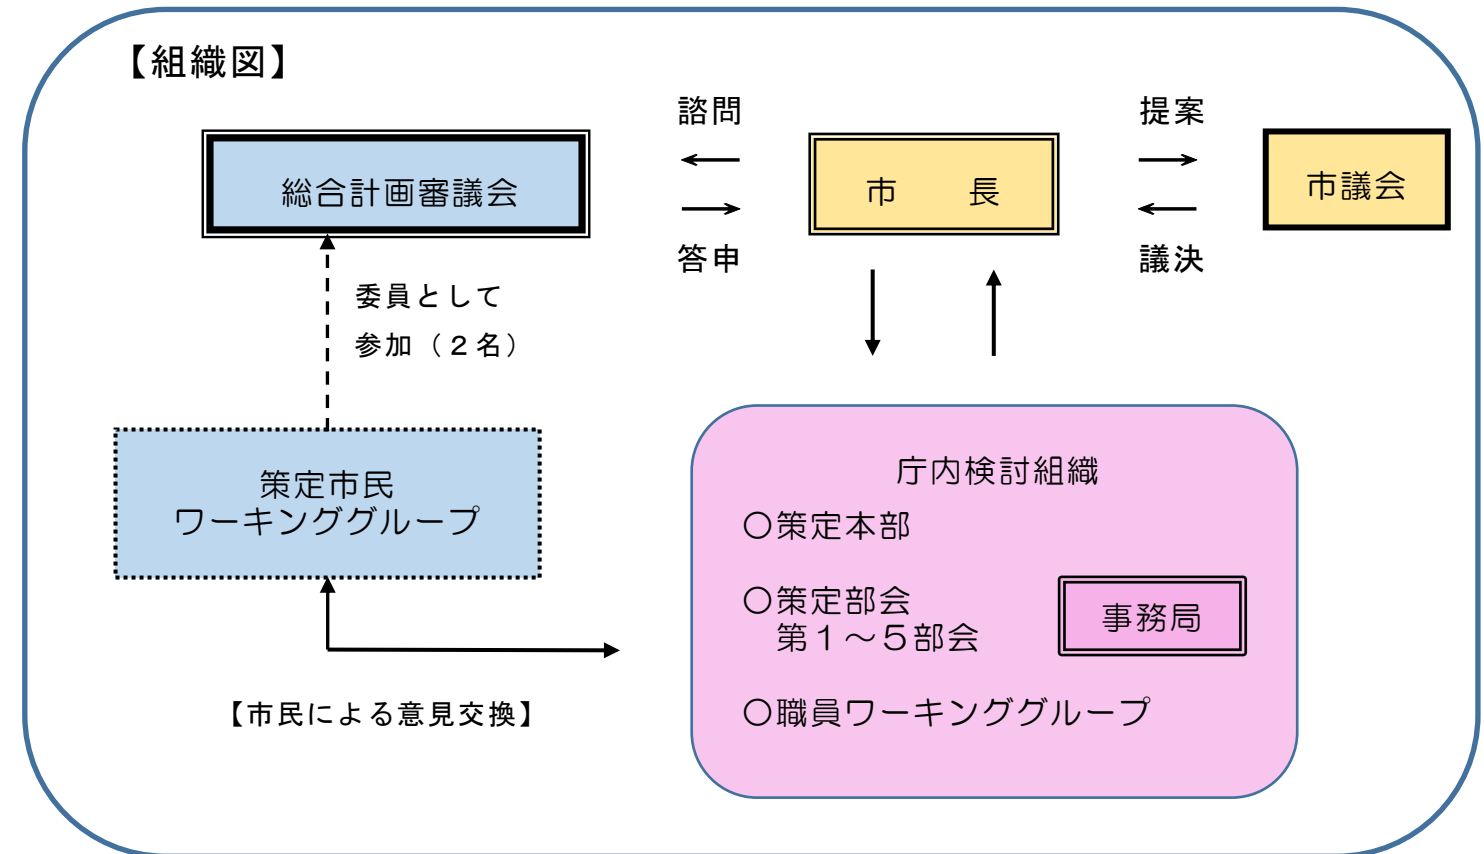 【組織図】
諮問
提案
総合計画審議会
市　　長
市議会
答申
議決
委員として
参加（２名）
策定市民
ワーキンググループ
庁内検討組織
〇策定本部
〇策定部会
第１～５部会
事務局
〇職員ワーキンググループ
【市民による意見交換】